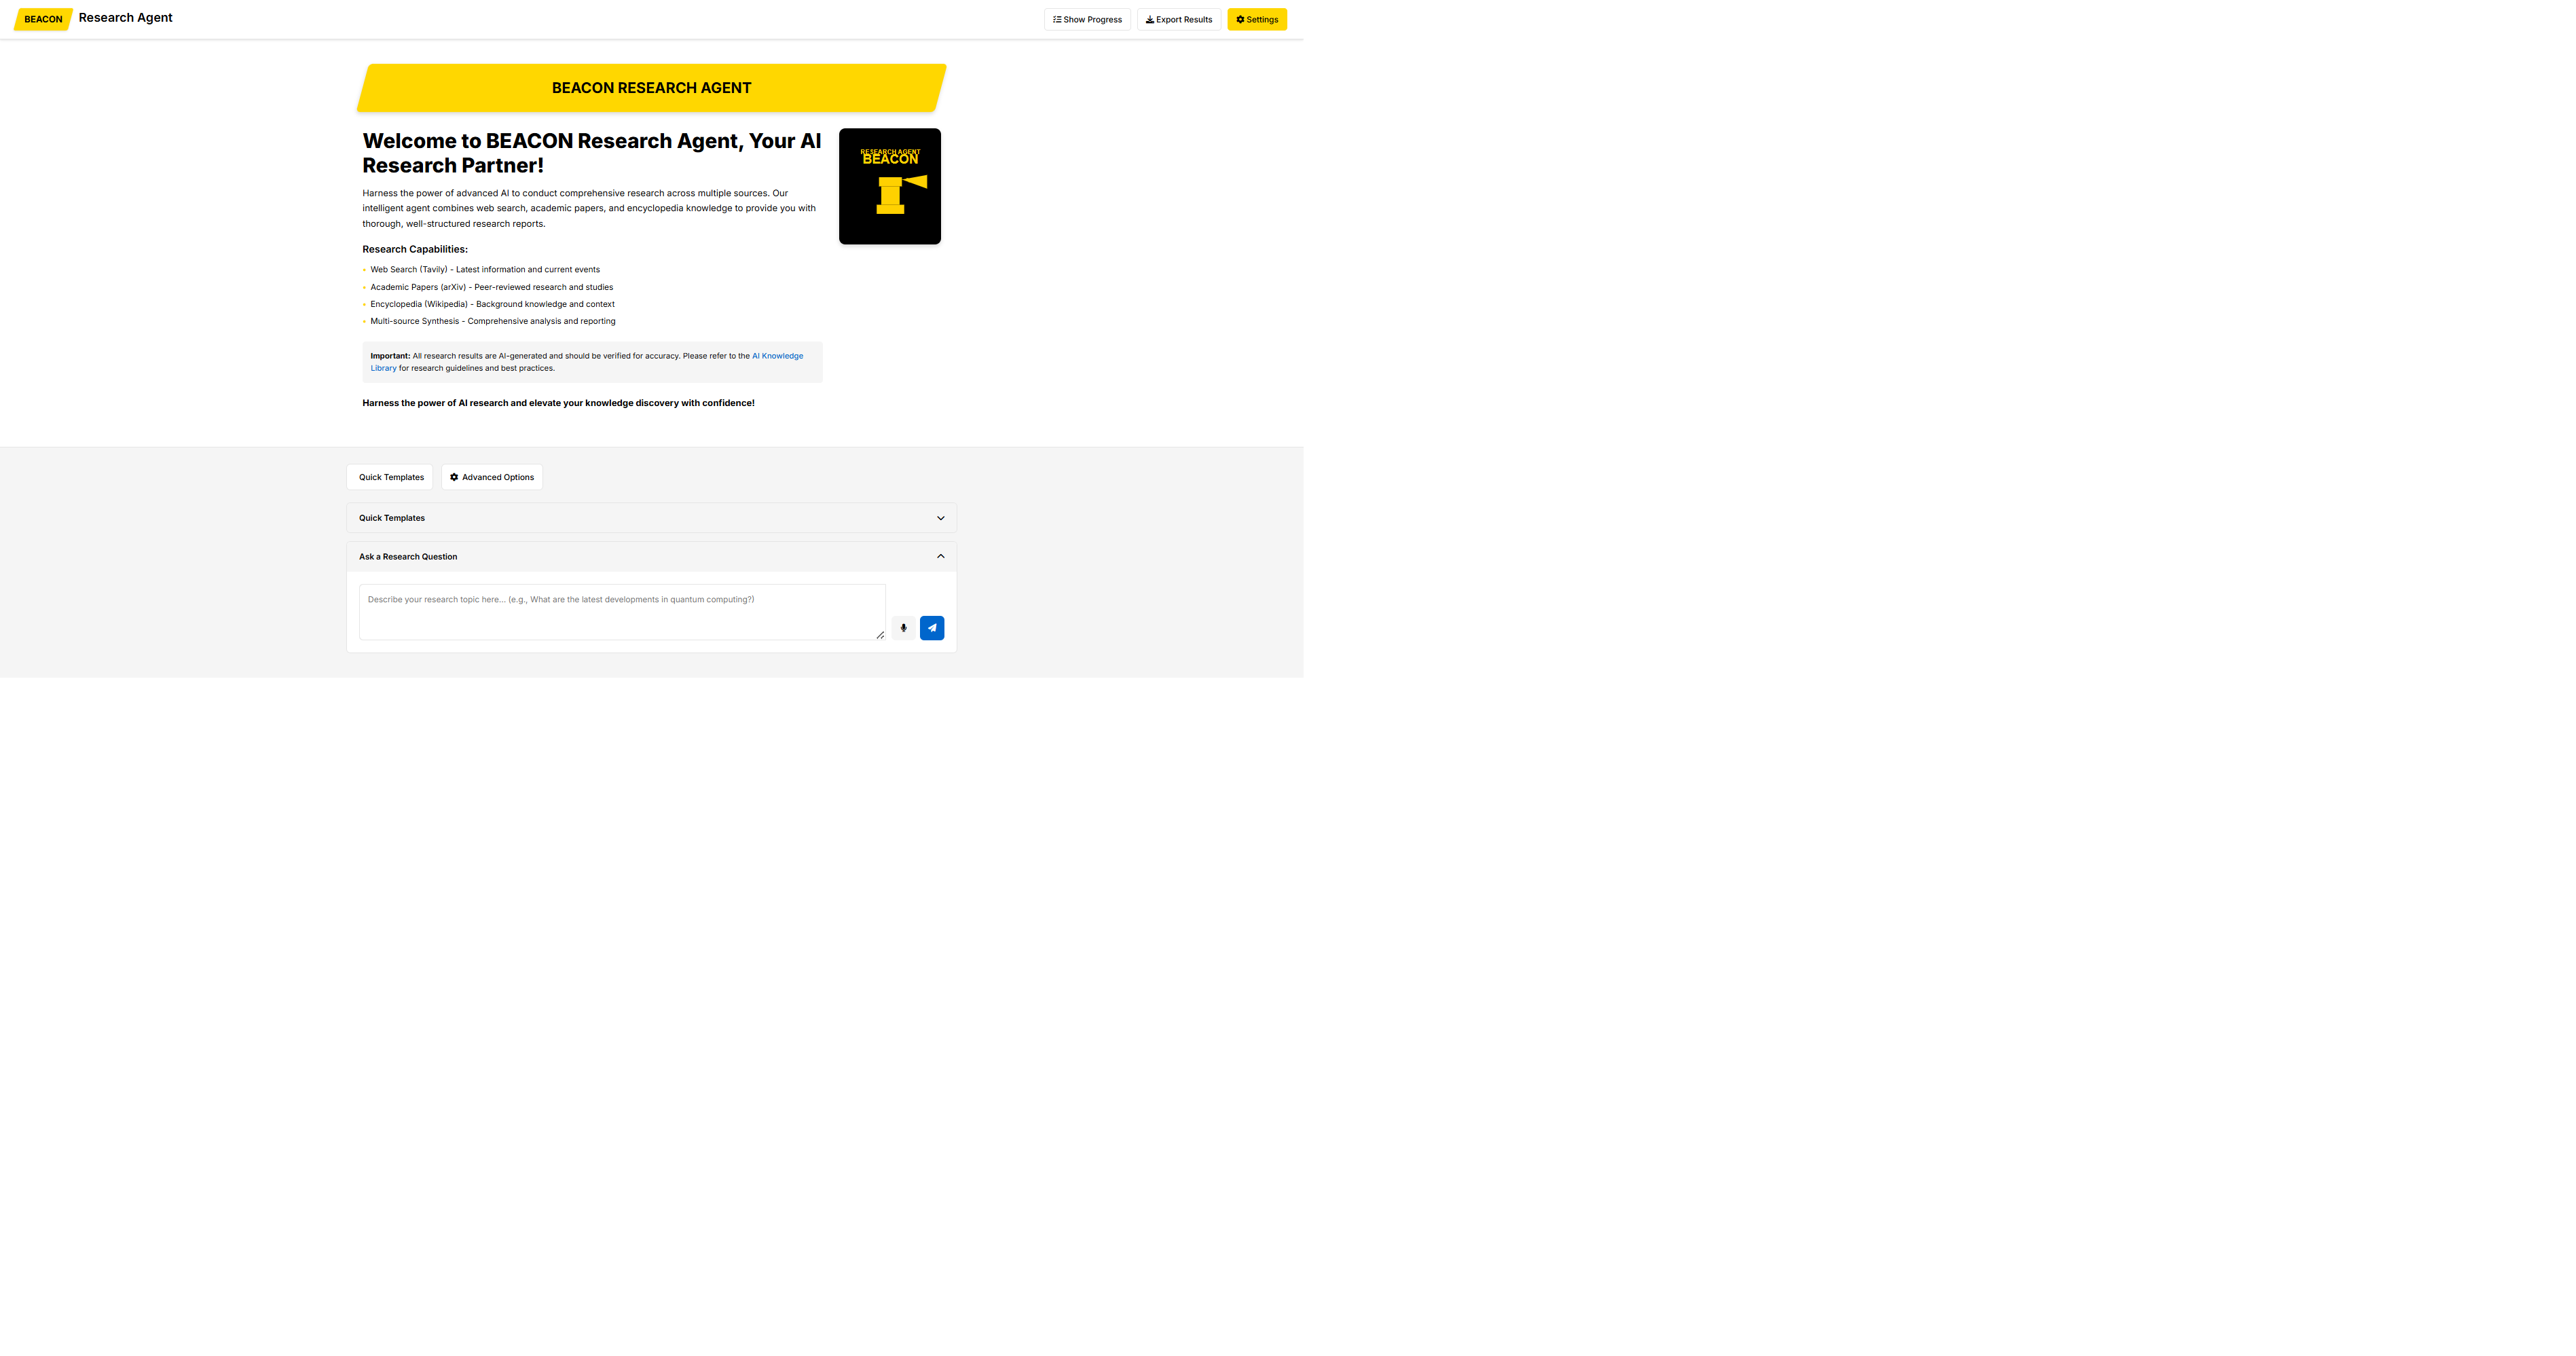 BEACON
Research Agent
Show Progress
Export Results
Settings
BEACON RESEARCH AGENT
Welcome to BEACON Research Agent, Your AI
Research Partner!
Harness the power of advanced AI to conduct comprehensive research across multiple sources. Our
intelligent agent combines web search, academic papers, and encyclopedia knowledge to provide you with
thorough, well-structured research reports.
Research Capabilities:
• Web Search (Tavily) - Latest information and current events
• Academic Papers (arXiv) - Peer-reviewed research and studies
• Encyclopedia (Wikipedia) - Background knowledge and context
• Multi-source Synthesis - Comprehensive analysis and reporting
Important: All research results are AI-generated and should be verified for accuracy. Please refer to the AI Knowledge
Library for research guidelines and best practices.
Harness the power of AI research and elevate your knowledge discovery with confidence!
RESEARCH AGENT
BEACON
Quick Templates
Advanced Options
Quick Templates
Ask a Research Question
Describe your research topic here... (e.g., What are the latest developments in quantum computing?)